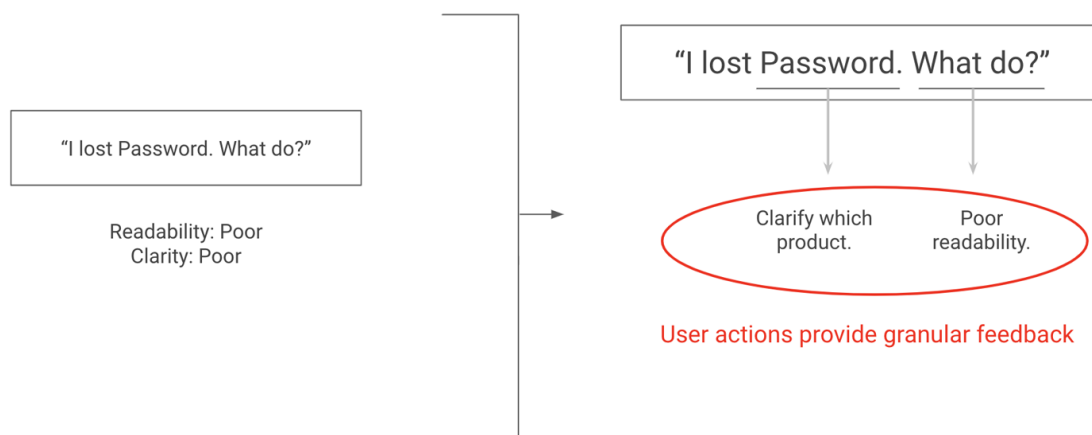 “I lost Password. What do?”
Readability: Poor
Clarity: Poor
“I lost Password. What do?”
Clarify which
product.
Poor
readability.
User actions provide granular feedback